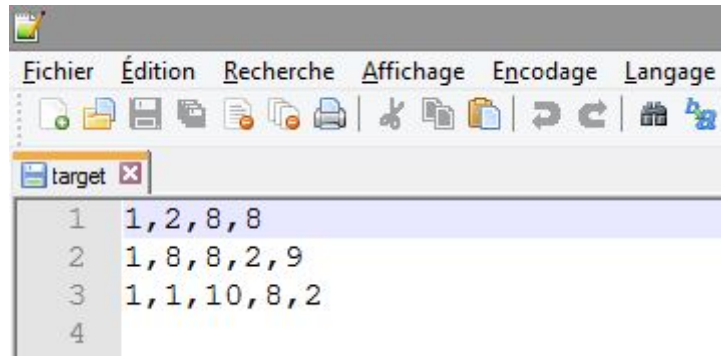 Fichier Édition Recherche Affichage Encodage Langage
target
1 1,2,8,8
2 1,8,8,2,9
3 1,1,10,8,2
4